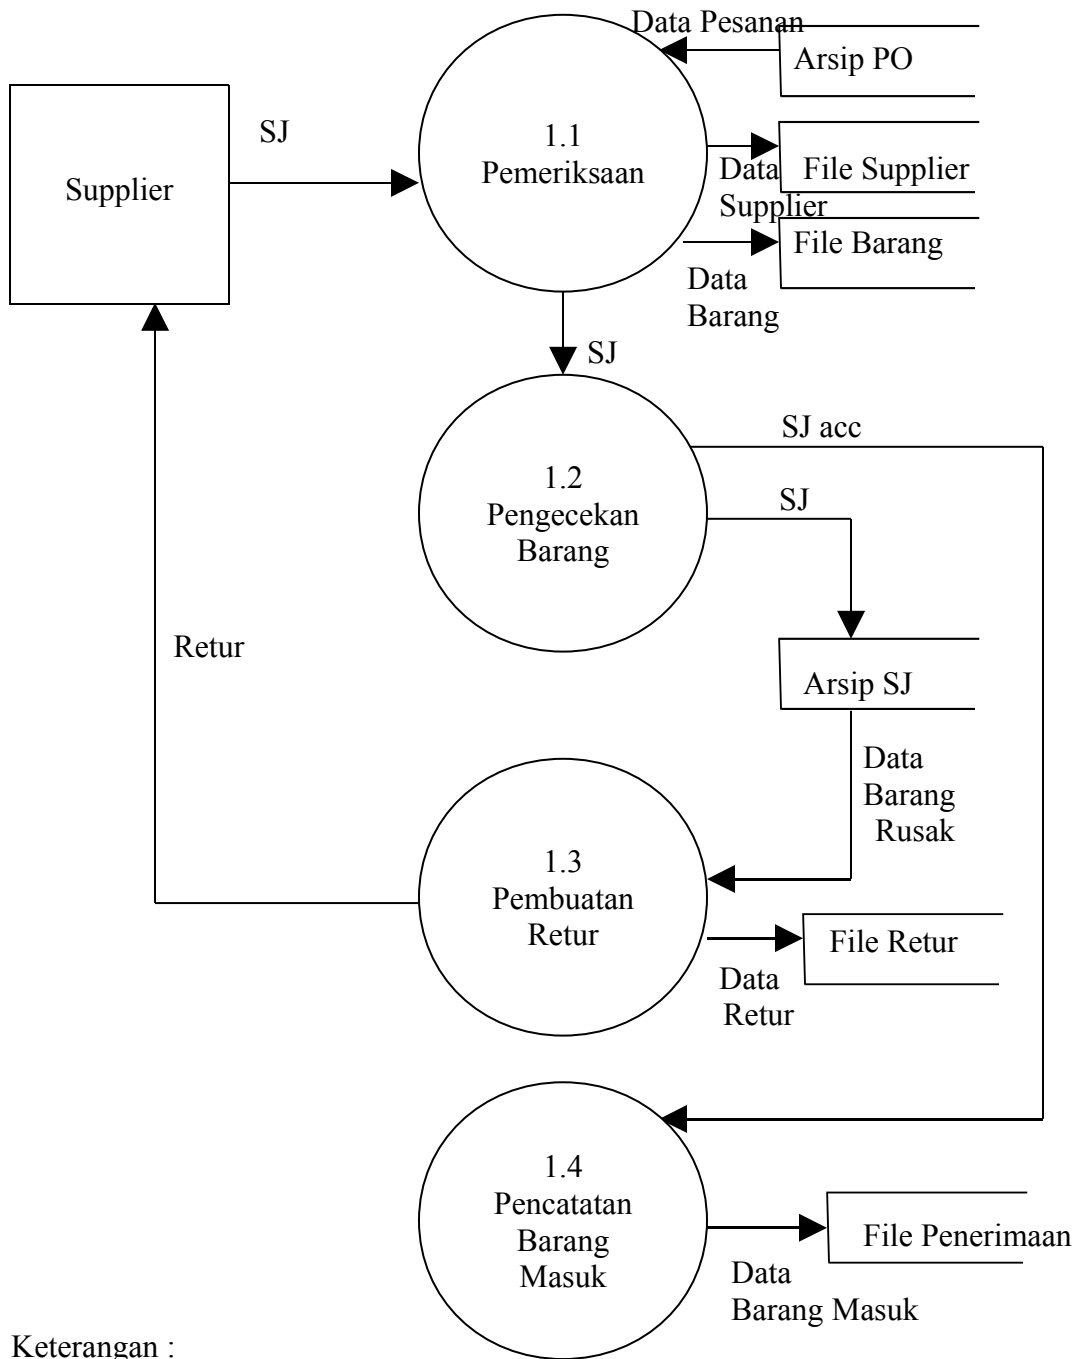 Data Pesanan
Arsip PO
SJ
1.1
Pemeriksaan
Supplier
Data
Supplier
File Supplier
File Barang
Data
Barang
SJ
SJ acc
1.2
Pengecekan
Barang
SJ
Retur
Arsip SJ
Data
Barang
Rusak
1.3
Pembuatan
Retur
File Retur
Data
Retur
1.4
Pencatatan
Barang
Masuk
File Penerimaan
Data
Barang Masuk
Keterangan :